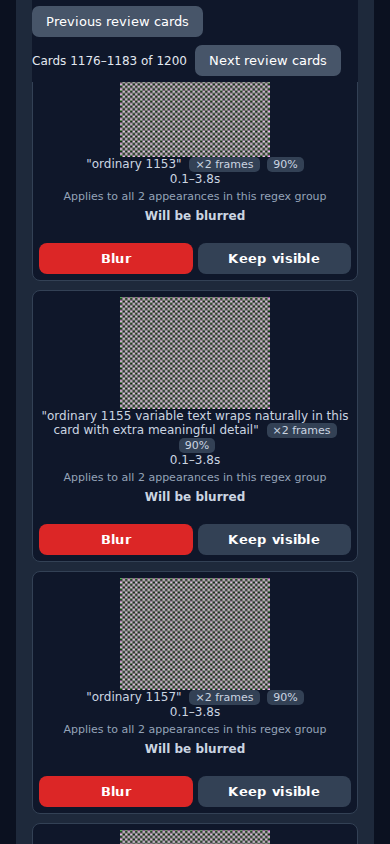 Previous review cards
Cards 1176–1183 of 1200 Next review cards
"ordinary 1153" ×2 frames 90%
0.1–3.8s
Applies to all 2 appearances in this regex group
Will be blurred
Blur Keep visible
"ordinary 1155 variable text wraps naturally in this
card with extra meaningful detail" ×2 frames
90%
0.1–3.8s
Applies to all 2 appearances in this regex group
Will be blurred
Blur Keep visible
"ordinary 1157" ×2 frames 90%
0.1–3.8s
Applies to all 2 appearances in this regex group
Will be blurred
Blur Keep visible